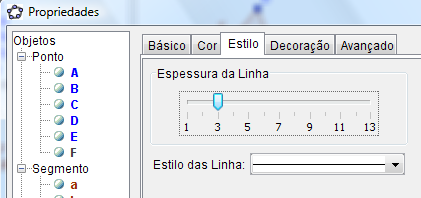 Propriedades
Objetos
Ponto
A
B
C
D
E
F
Segmento
a
Básico Cor Estilo Decoração Avançado
Espessura da Linha
1 3 5 7 9 11 13
Estilo das Linha: